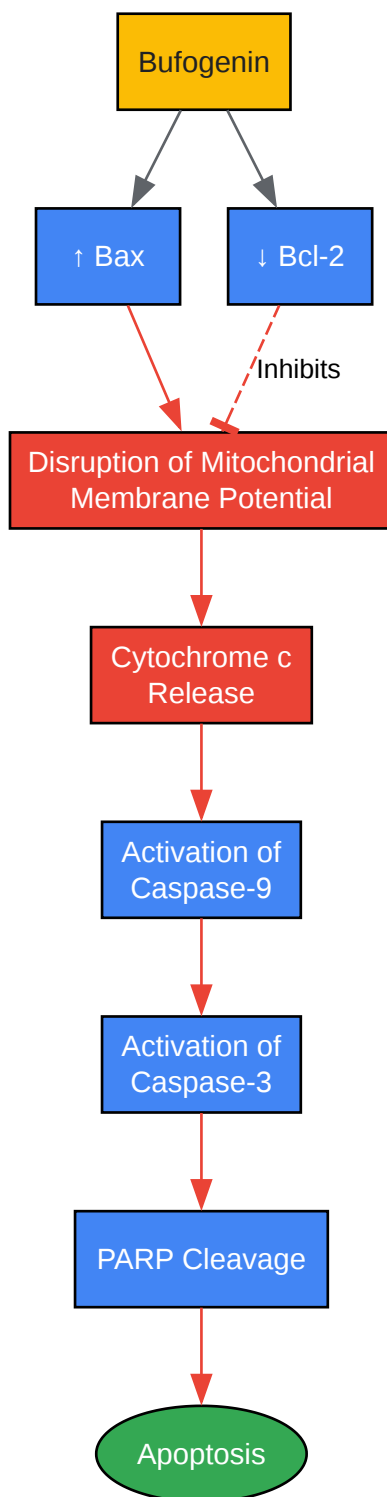 Bufogenin
↑ Bax
↓ Bcl-2
Inhibits
Disruption of Mitochondrial
Membrane Potential
Cytochrome c
Release
Activation of
Caspase-9
Activation of
Caspase-3
PARP Cleavage
Apoptosis